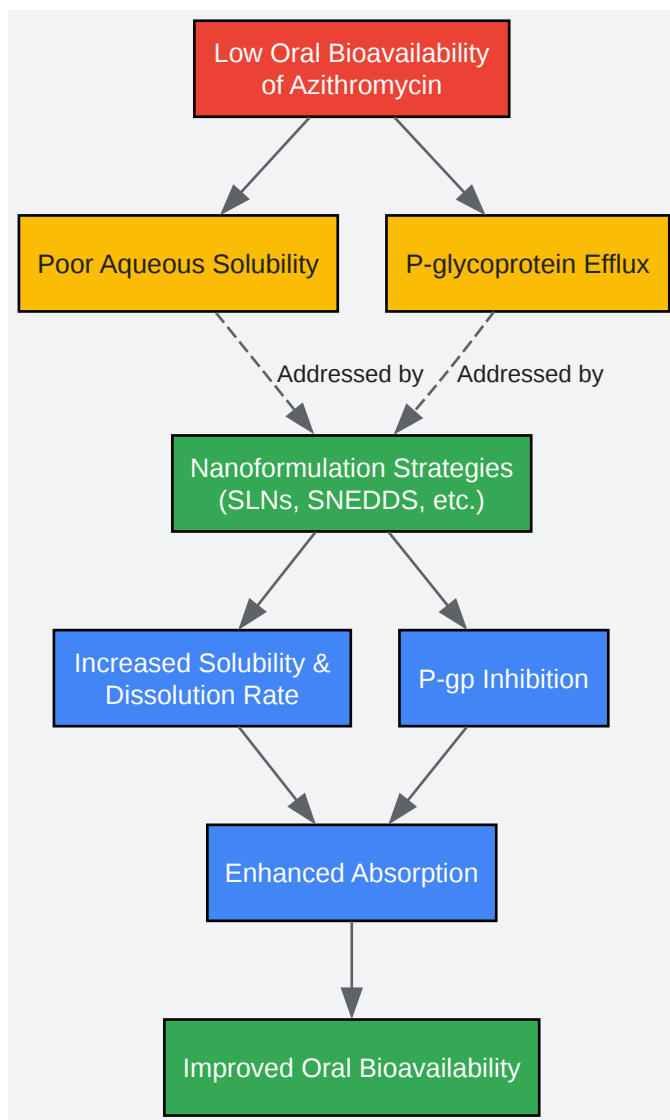 Low Oral Bioavailability
of Azithromycin
Poor Aqueous Solubility
P-glycoprotein Efflux
Addressed by
Addressed by
Nanoformulation Strategies
(SLNs, SNEDDS, etc.)
Increased Solubility &
Dissolution Rate
P-gp Inhibition
Enhanced Absorption
Improved Oral Bioavailability